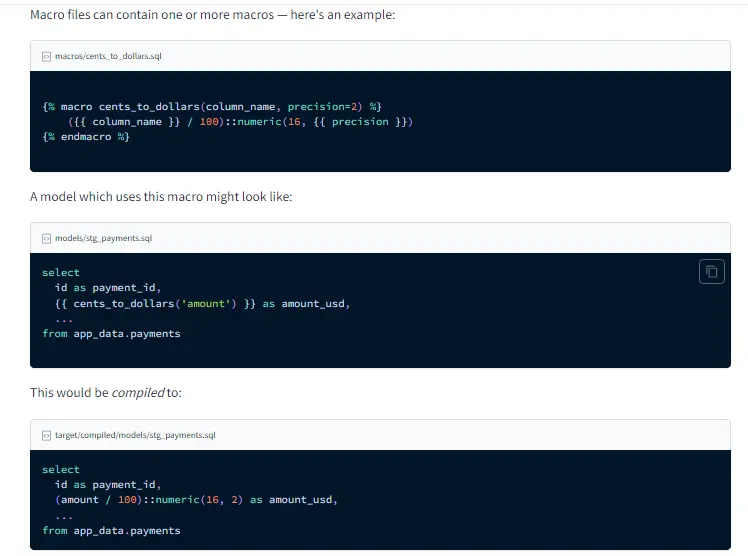 Macro files can contain one or more macros — here's an example:
macros/cents_to_dollars.sql
{% macro cents_to_dollars(column_name, precision=2) %}
    ({{ column_name }} / 100)::numeric(16, {{ precision }})
{% endmacro %}
A model which uses this macro might look like:
models/stg_payments.sql
select
  id as payment_id,
  {{ cents_to_dollars('amount') }} as amount_usd,
  ...
from app_data.payments
This would be compiled to:
target/compiled/models/stg_payments.sql
select
  id as payment_id,
  (amount / 100)::numeric(16, 2) as amount_usd,
  ...
from app_data.payments